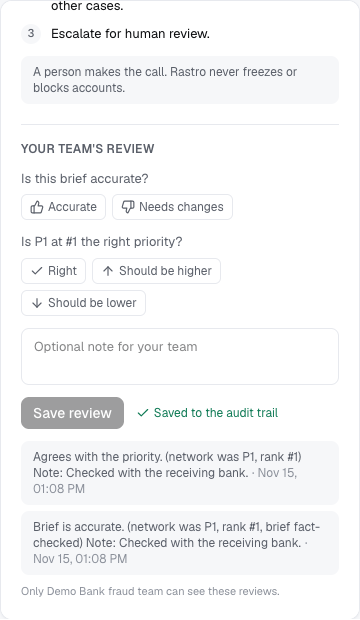 other cases.
3 Escalate for human review.
A person makes the call. Rastro never freezes or
blocks accounts.
YOUR TEAM'S REVIEW
Is this brief accurate?
Accurate Needs changes
Is P1 at #1 the right priority?
Right Should be higher
Should be lower
Optional note for your team
Save review Saved to the audit trail
Agrees with the priority. (network was P1, rank #1)
Note: Checked with the receiving bank. · Nov 15,
01:08 PM
Brief is accurate. (network was P1, rank #1, brief fact-
checked) Note: Checked with the receiving bank. ·
Nov 15, 01:08 PM
Only Demo Bank fraud team can see these reviews.